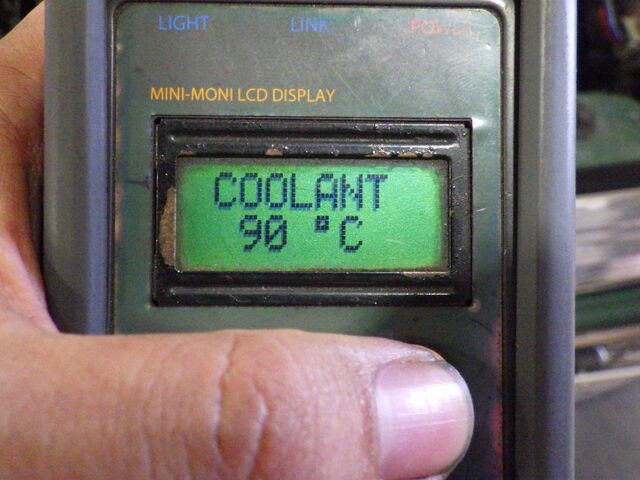 LIGHT LINK POWER
MINI-MONI LCD DISPLAY
COOLANT
90 °C